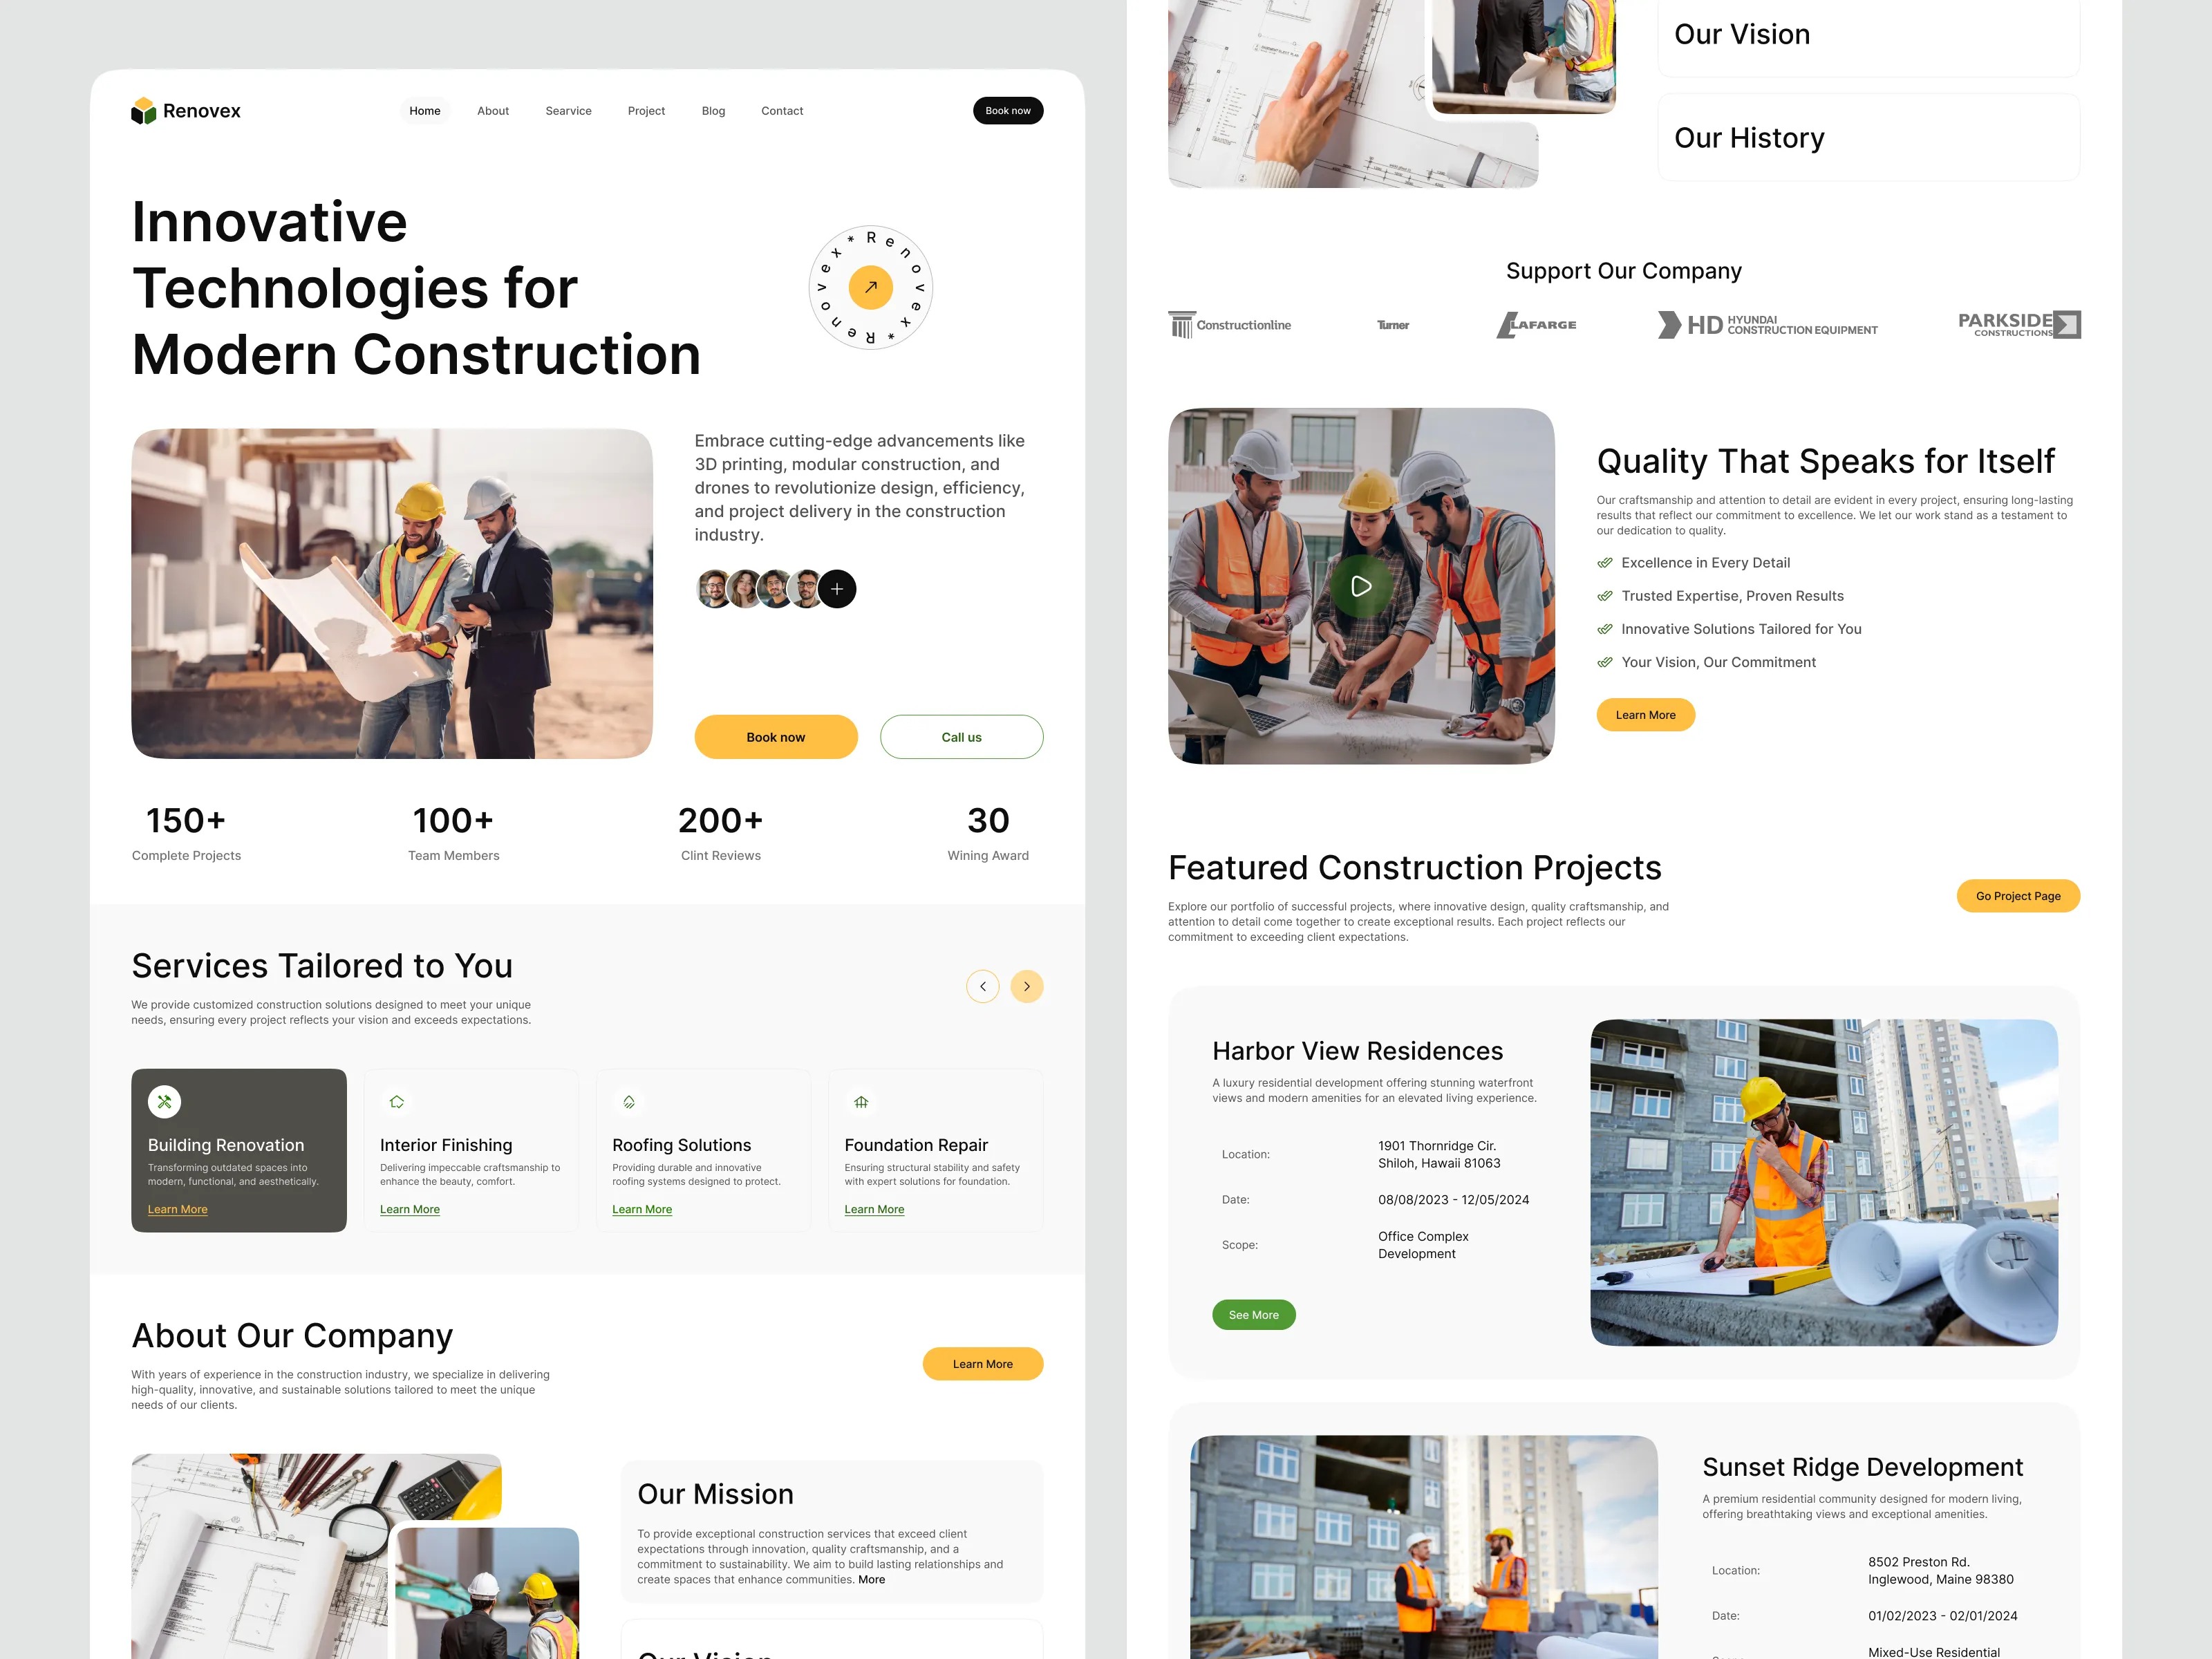 Renovex
Home
About
Searvice
Project
Blog
Contact
Book now
Innovative
Technologies for
Modern Construction
Renovex * Renovex *
Embrace cutting-edge advancements like
3D printing, modular construction, and
drones to revolutionize design, efficiency,
and project delivery in the construction
industry.
Book now
Call us
150+
Complete Projects
100+
Team Members
200+
Clint Reviews
30
Wining Award
Services Tailored to You
We provide customized construction solutions designed to meet your unique
needs, ensuring every project reflects your vision and exceeds expectations.
Building Renovation
Transforming outdated spaces into
modern, functional, and aesthetically.
Learn More
Interior Finishing
Delivering impeccable craftsmanship to
enhance the beauty, comfort.
Learn More
Roofing Solutions
Providing durable and innovative
roofing systems designed to protect.
Learn More
Foundation Repair
Ensuring structural stability and safety
with expert solutions for foundation.
Learn More
About Our Company
With years of experience in the construction industry, we specialize in delivering
high-quality, innovative, and sustainable solutions tailored to meet the unique
needs of our clients.
Learn More
Our Mission
To provide exceptional construction services that exceed client
expectations through innovation, quality craftsmanship, and a
commitment to sustainability. We aim to build lasting relationships and
create spaces that enhance communities. More
Our Vision
Our Vision
Our History
Support Our Company
Constructionline
Turner
LAFARGE
HD HYUNDAI
CONSTRUCTION EQUIPMENT
PARKSIDE
CONSTRUCTIONS
Quality That Speaks for Itself
Our craftsmanship and attention to detail are evident in every project, ensuring long-lasting
results that reflect our commitment to excellence. We let our work stand as a testament to
our dedication to quality.
Excellence in Every Detail
Trusted Expertise, Proven Results
Innovative Solutions Tailored for You
Your Vision, Our Commitment
Learn More
Featured Construction Projects
Explore our portfolio of successful projects, where innovative design, quality craftsmanship, and
attention to detail come together to create exceptional results. Each project reflects our
commitment to exceeding client expectations.
Go Project Page
Harbor View Residences
A luxury residential development offering stunning waterfront
views and modern amenities for an elevated living experience.
Location:
1901 Thornridge Cir.
Shiloh, Hawaii 81063
Date:
08/08/2023 - 12/05/2024
Scope:
Office Complex
Development
See More
Sunset Ridge Development
A premium residential community designed for modern living,
offering breathtaking views and exceptional amenities.
Location:
8502 Preston Rd.
Inglewood, Maine 98380
Date:
01/02/2023 - 02/01/2024
Mixed-Use Residential